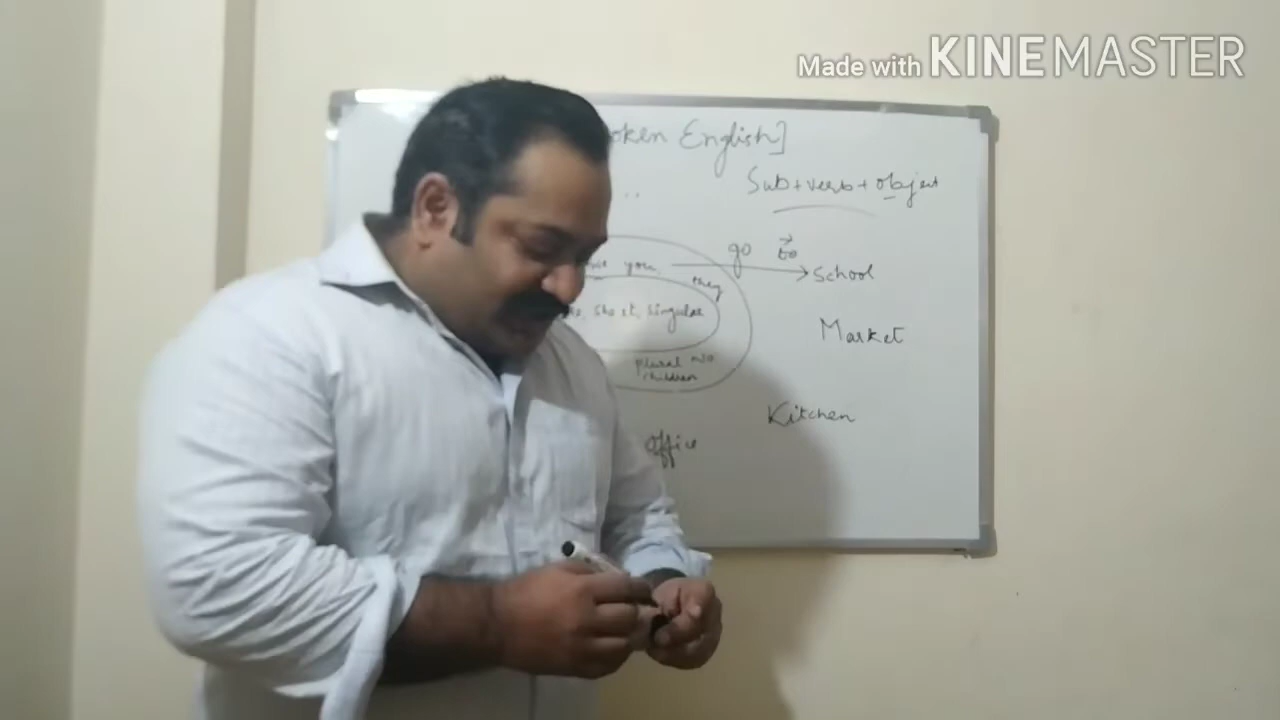 Made with KINEMASTER
oken English]
Sub + verb + object
go to
you
School
they
She it, Singular
Market
plural
children
Kitchen
Office